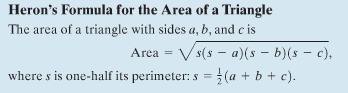 Heron's Formula for the Area of a Triangle
The area of a triangle with sides a, b, and c is
Area = √s(s − a)(s − b)(s − c),
where s is one-half its perimeter: s = ½(a + b + c).